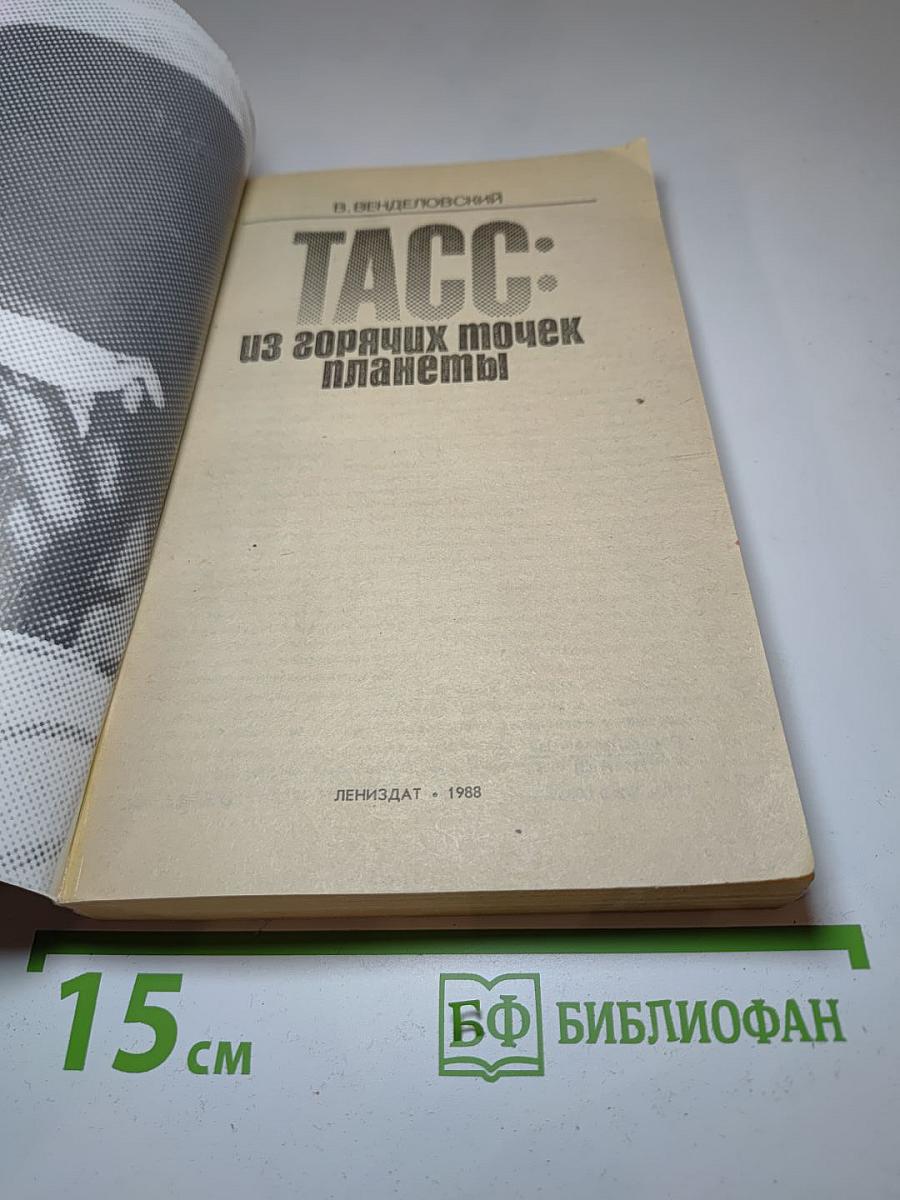 В. ВЕНДЕЛОВСКИЙ
ТАСС:
из горячих точек
планеты
ЛЕНИЗДАТ • 1988
15 см
БФ БИБЛИОФАН